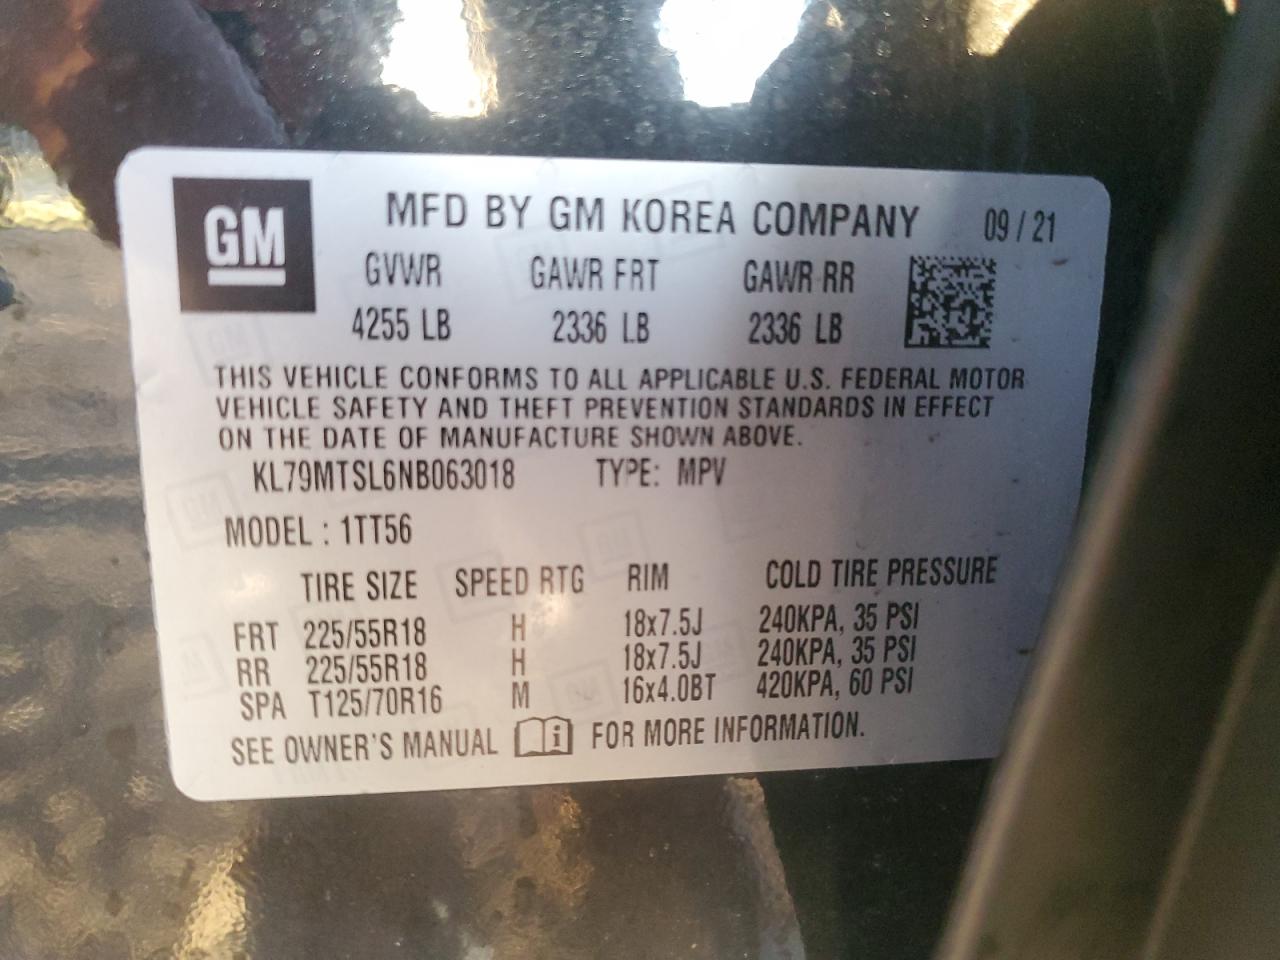 GM
MFD BY GM KOREA COMPANY 09 / 21
GVWR GAWR FRT GAWR RR
4255 LB 2336 LB 2336 LB
THIS VEHICLE CONFORMS TO ALL APPLICABLE U.S. FEDERAL MOTOR
VEHICLE SAFETY AND THEFT PREVENTION STANDARDS IN EFFECT
ON THE DATE OF MANUFACTURE SHOWN ABOVE.
KL79MTSL6NB063018 TYPE: MPV
MODEL : 1TT56
TIRE SIZE SPEED RTG RIM COLD TIRE PRESSURE
FRT 225/55R18 H 18x7.5J 240KPA, 35 PSI
RR 225/55R18 H 18x7.5J 240KPA, 35 PSI
SPA T125/70R16 M 16x4.0BT 420KPA, 60 PSI
SEE OWNER'S MANUAL i FOR MORE INFORMATION.